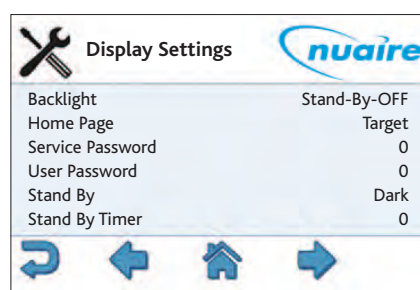 Display Settings
nuaire
Backlight Stand-By-OFF
Home Page Target
Service Password 0
User Password 0
Stand By Dark
Stand By Timer 0